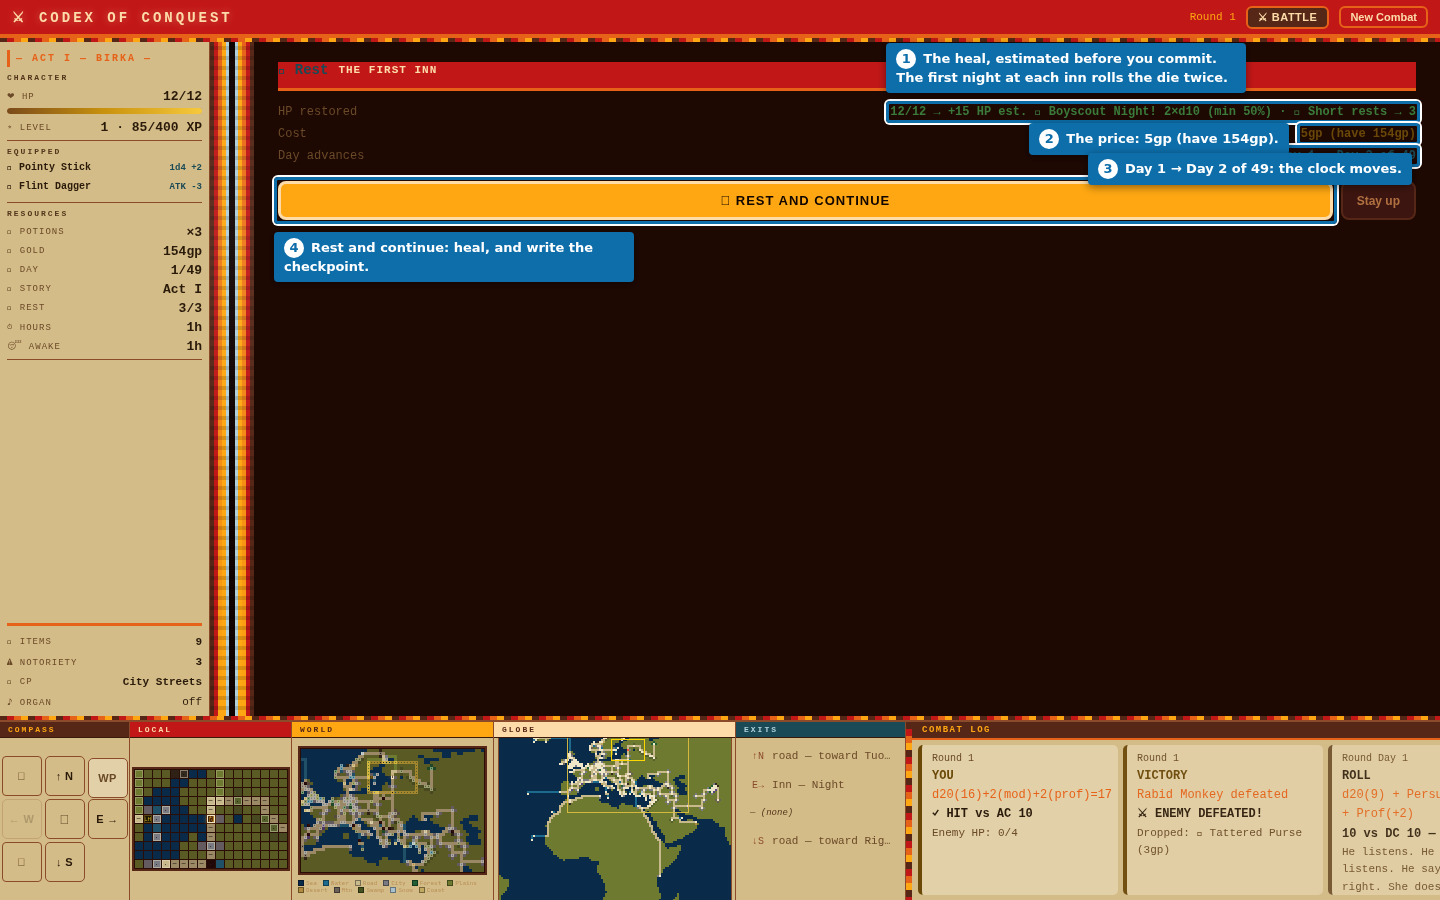 ⚔ CODEX OF CONQUEST
Round 1
⚔ BATTLE
New Combat
— ACT I — BIRKA —
CHARACTER
❤ HP 12/12
LEVEL 1 · 85/400 XP
EQUIPPED
Pointy Stick 1d4 +2
Flint Dagger ATK -3
RESOURCES
POTIONS ×3
GOLD 154gp
DAY 1/49
STORY Act I
REST 3/3
HOURS 1h
😴 AWAKE 1h
ITEMS 9
▲ NOTORIETY 3
CP City Streets
♪ ORGAN off
Rest THE FIRST INN
1 The heal, estimated before you commit.
The first night at each inn rolls the die twice.
HP restored 12/12 → +15 HP est. Boyscout Night! 2×d10 (min 50%) · Short rests → 3
Cost 5gp (have 154gp)
2 The price: 5gp (have 154gp).
Day advances
3 Day 1 → Day 2 of 49: the clock moves.
REST AND CONTINUE
Stay up
4 Rest and continue: heal, and write the
checkpoint.
COMPASS
↑ N
WP
← W
E →
↓ S
LOCAL
WORLD
GLOBE
EXITS
↑N road — toward Tuo…
E→ Inn — Night
— (none)
↓S road — toward Rig…
COMBAT LOG
Round 1
YOU
d20(16)+2(mod)+2(prof)=17
✓ HIT vs AC 10
Enemy HP: 0/4
Round 1
VICTORY
Rabid Monkey defeated
⚔ ENEMY DEFEATED!
Dropped: Tattered Purse
(3gp)
Round Day 1
ROLL
d20(9) + Persu
+ Prof(+2)
10 vs DC 10 —
He listens. He
listens. He say
right. She does